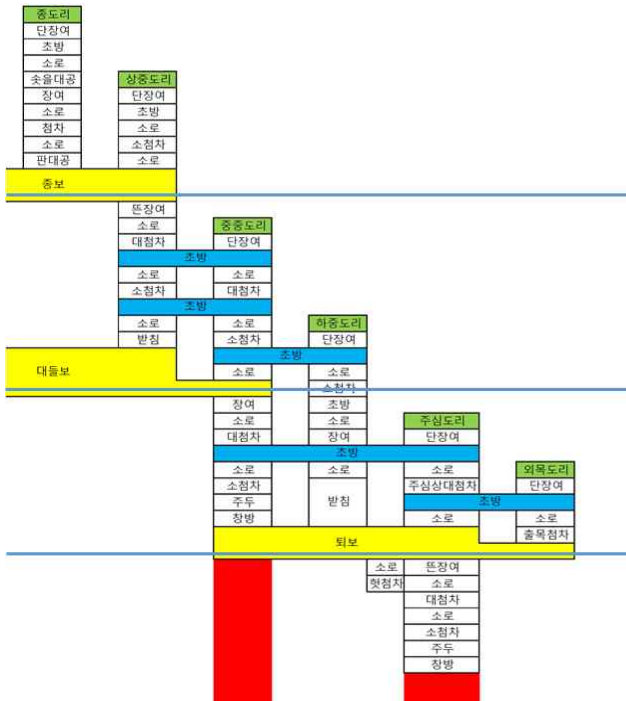 종도리
단장여
초방
소로
솟을대공 상중도리
장여 단장여
소로 초방
첨차 소로
소로 소첨차
판대공 소로
종보
뜬장여
소로 중중도리
대첨차 단장여
초방
소로 소로
소첨차 대첨차
초방
소로 소로 하중도리
받침 소첨차 단장여
초방
대들보 소로 소로
소첨차
장여 초방
소로 소로 주심도리
대첨차 장여 단장여
초방
소로 소로 소로 외목도리
소첨차 주심상대첨차 단장여
주두 받침 초방
창방 소로 소로
퇴보 출목첨차
소로 뜬장여
헛첨차 소로
대첨차
소로
소첨차
주두
창방